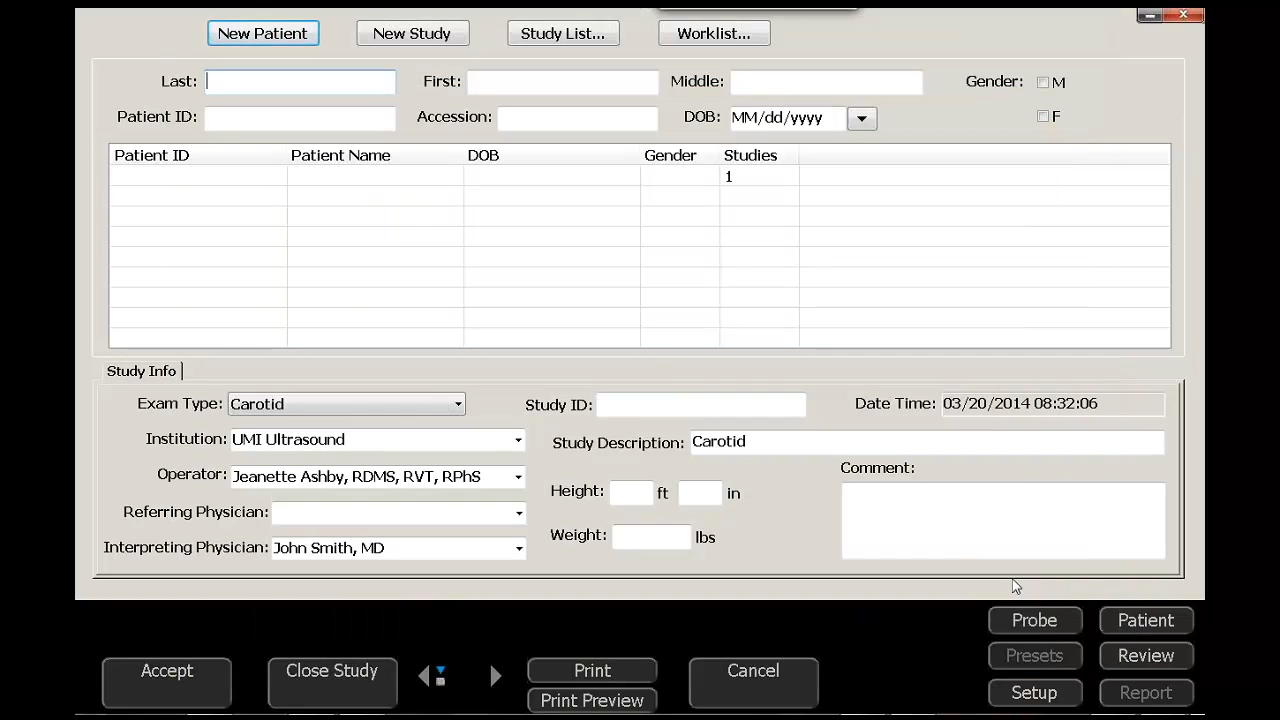 New Patient New Study Study List... Worklist...
Last: First: Middle: Gender: M
Patient ID: Accession: DOB: MM/dd/yyyy F
Patient ID Patient Name DOB Gender Studies
1
Study Info
Exam Type: Carotid Study ID: Date Time: 03/20/2014 08:32:06
Institution: UMI Ultrasound Study Description: Carotid
Operator: Jeanette Ashby, RDMS, RVT, RPhS Comment:
Height: ft in
Referring Physician:
Weight: lbs
Interpreting Physician: John Smith, MD
Probe Patient
Accept Close Study Print Cancel Presets Review
Print Preview Setup Report